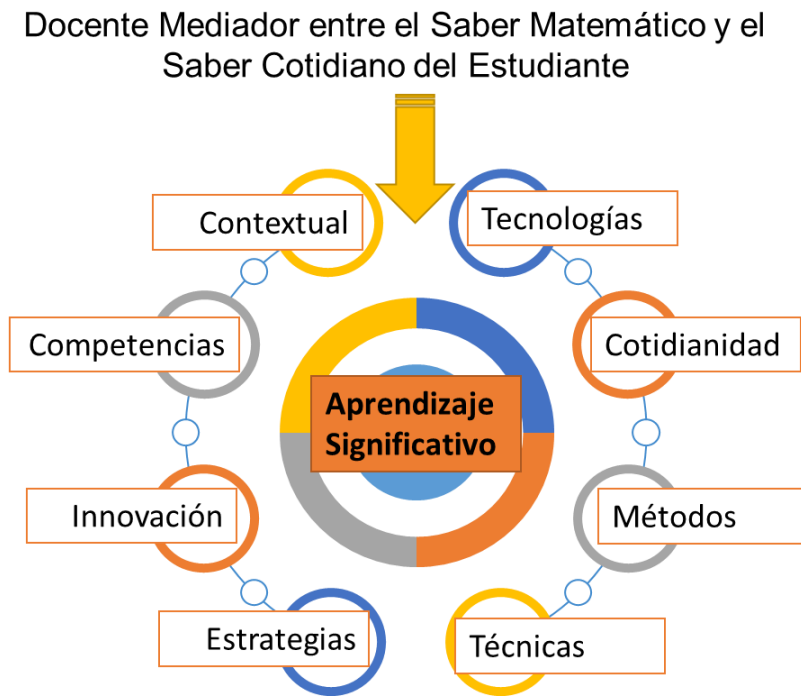 Docente Mediador entre el Saber Matemático y el
Saber Cotidiano del Estudiante
Contextual
Tecnologías
Competencias
Cotidianidad
Aprendizaje
Significativo
Innovación
Métodos
Estrategias
Técnicas